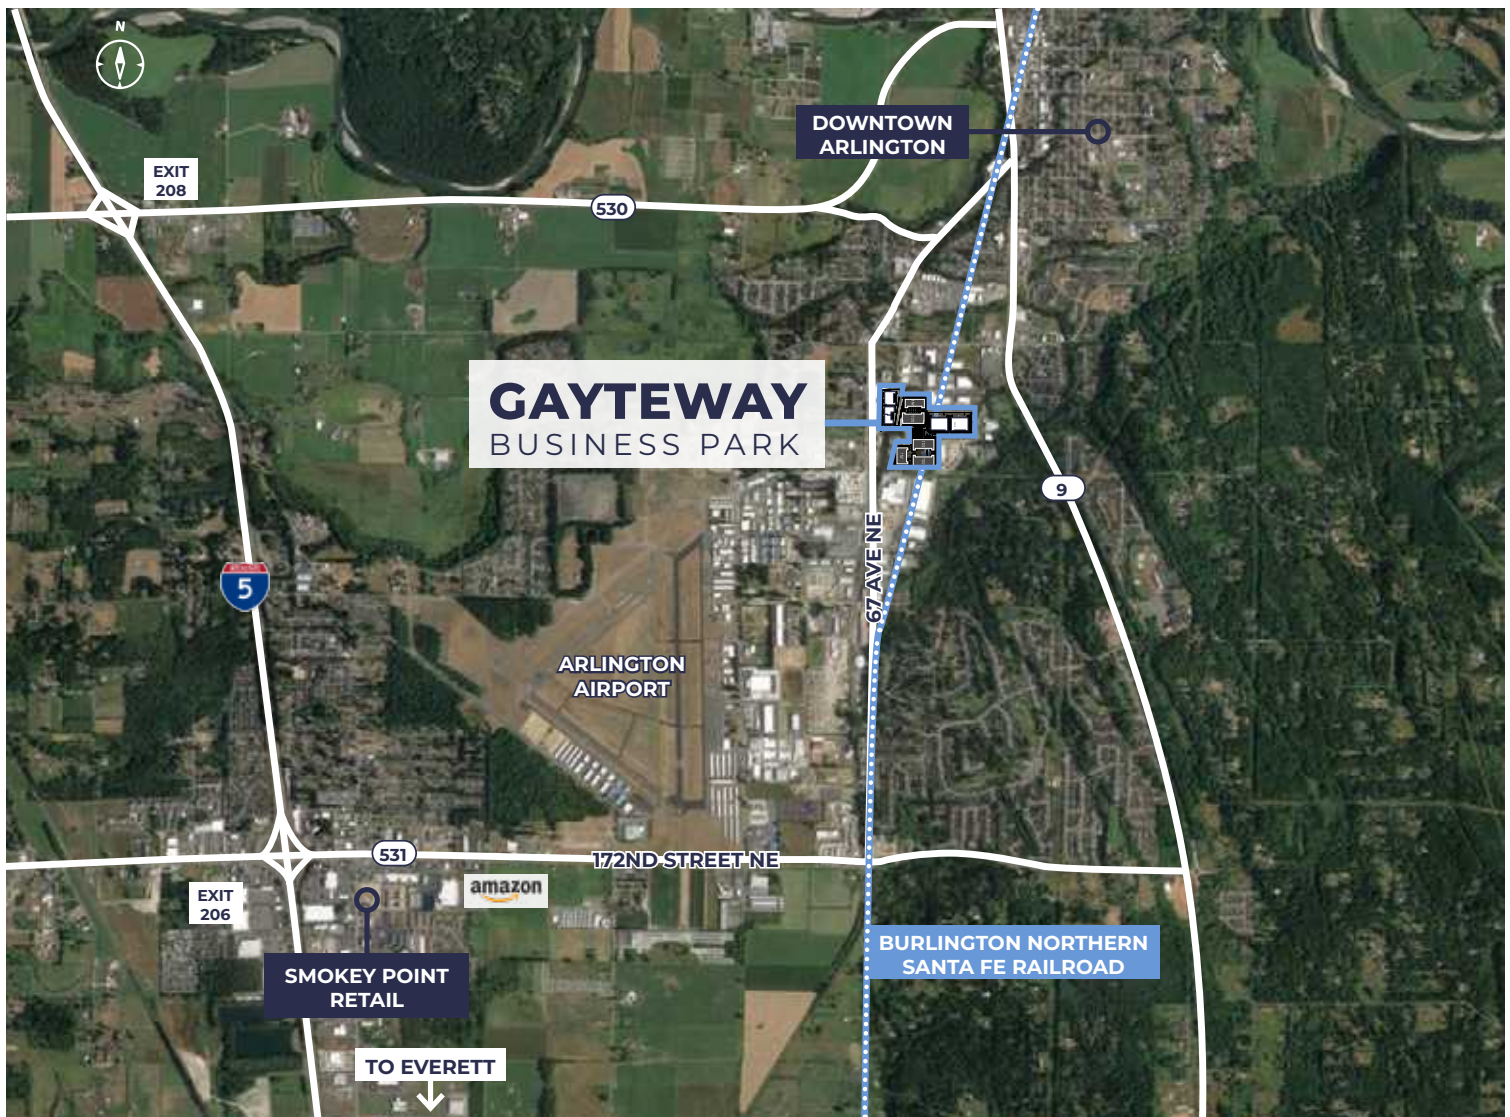 N
DOWNTOWN
ARLINGTON
EXIT
208
530
GAYTEWAY
BUSINESS PARK
9
67 AVE NE
5
ARLINGTON
AIRPORT
531
172ND STREET NE
EXIT
206
amazon
BURLINGTON NORTHERN
SANTA FE RAILROAD
SMOKEY POINT
RETAIL
TO EVERETT